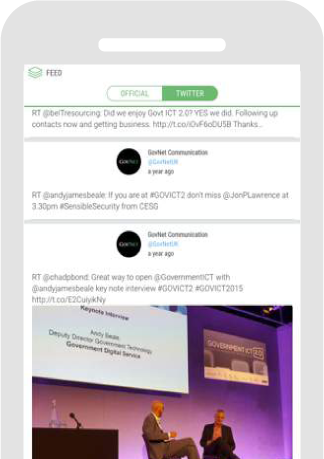 FEED
OFFICIAL
TWITTER
RT @belTresourcing: Did we enjoy Govt ICT 2.0? YES we did. Following up
contacts now and getting business. http://t.co/iOvF6oDU5B Thanks...
GovNet Communication
@GovNetUK
a year ago
GovNet
RT @andyjamesbeale: If you are at #GOVICT2 don't miss @JonPLawrence at
3.30pm #SensibleSecurity from CESG
GovNet Communication
@GovNetUK
a year ago
GovNet
RT @chadpbond: Great way to open @GovernmentICT with
@andyjamesbeale key note interview #GOVICT2 #GOVICT2015
http://t.co/E2CuiyikNy
Keynote Interview
Andy Beale,
Deputy Director Government Technology,
Government Digital Service
GOVERNMENT ICT 2.0